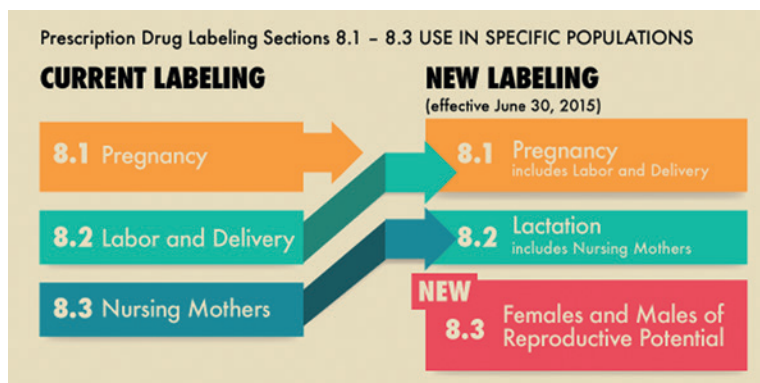 Prescription Drug Labeling Sections 8.1 – 8.3 USE IN SPECIFIC POPULATIONS
CURRENT LABELING
8.1 Pregnancy
8.2 Labor and Delivery
8.3 Nursing Mothers
NEW LABELING
(effective June 30, 2015)
8.1 Pregnancy
includes Labor and Delivery
8.2 Lactation
includes Nursing Mothers
NEW
8.3 Females and Males of
Reproductive Potential